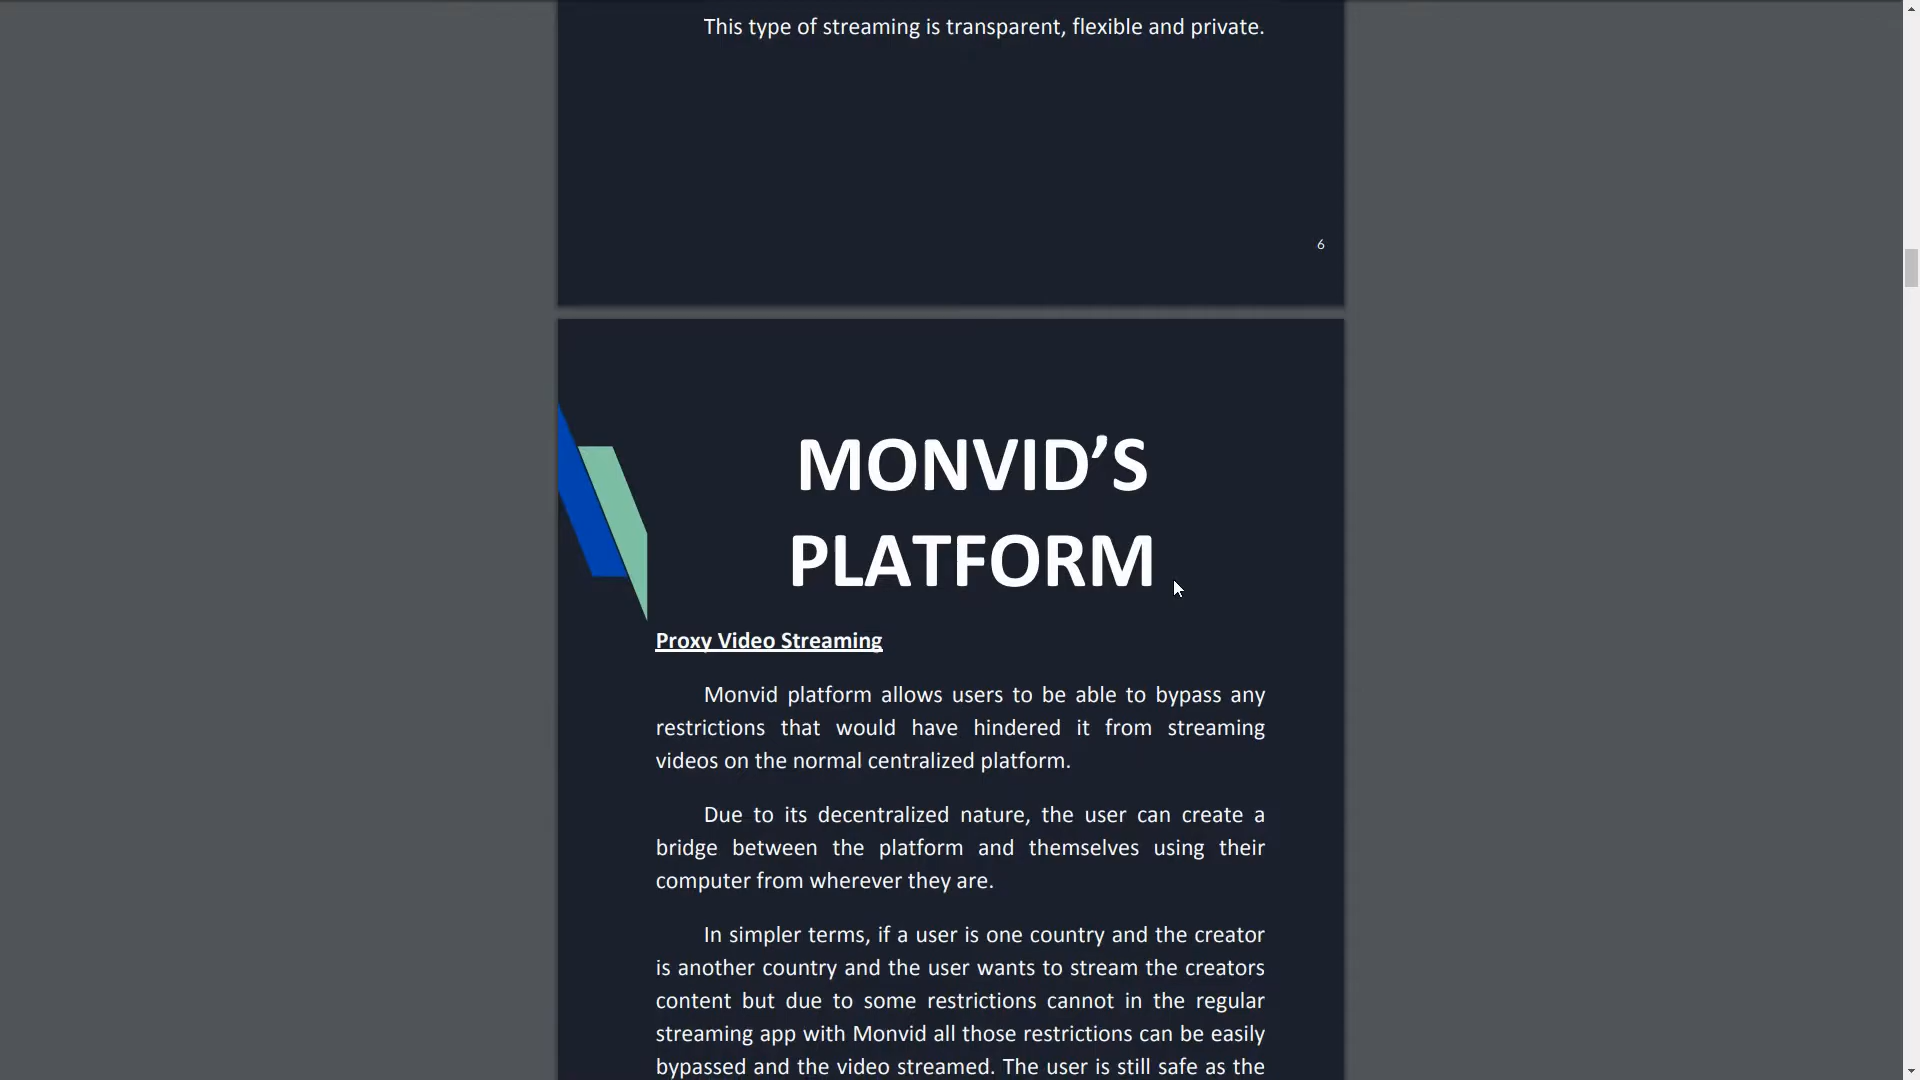 This type of streaming is transparent, flexible and private.
6
MONVID’S
PLATFORM
Proxy Video Streaming
Monvid platform allows users to be able to bypass any
restrictions that would have hindered it from streaming
videos on the normal centralized platform.
Due to its decentralized nature, the user can create a
bridge between the platform and themselves using their
computer from wherever they are.
In simpler terms, if a user is one country and the creator
is another country and the user wants to stream the creators
content but due to some restrictions cannot in the regular
streaming app with Monvid all those restrictions can be easily
bypassed and the video streamed. The user is still safe as the